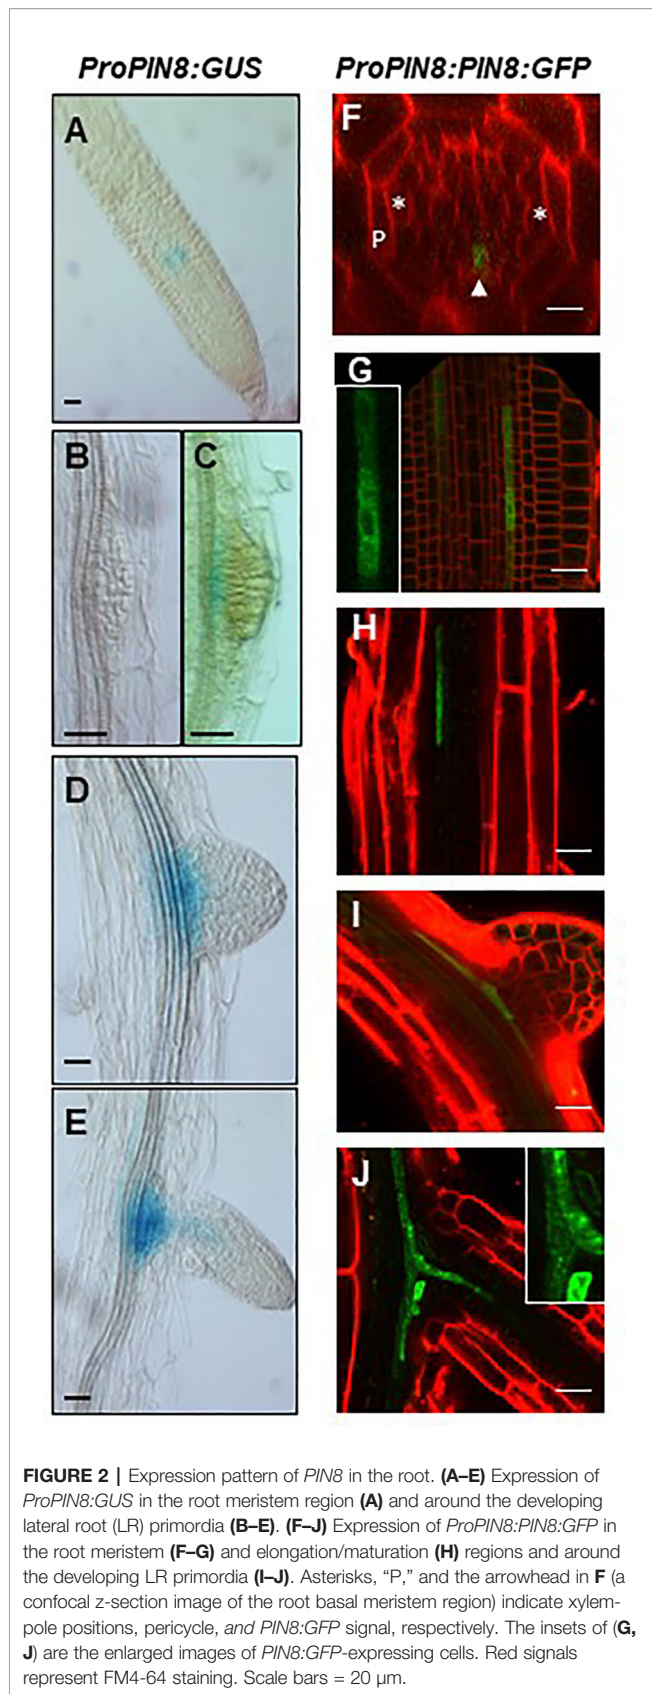 ProPIN8:GUS
ProPIN8:PIN8:GFP
A
B
C
D
E
F
*
*
P
G
H
I
J
FIGURE 2 | Expression pattern of PIN8 in the root. (A–E) Expression of
ProPIN8:GUS in the root meristem region (A) and around the developing
lateral root (LR) primordia (B–E). (F–J) Expression of ProPIN8:PIN8:GFP in
the root meristem (F–G) and elongation/maturation (H) regions and around
the developing LR primordia (I–J). Asterisks, “P,” and the arrowhead in F (a
confocal z-section image of the root basal meristem region) indicate xylem-
pole positions, pericycle, and PIN8:GFP signal, respectively. The insets of (G,
J) are the enlarged images of PIN8:GFP-expressing cells. Red signals
represent FM4-64 staining. Scale bars = 20 μm.